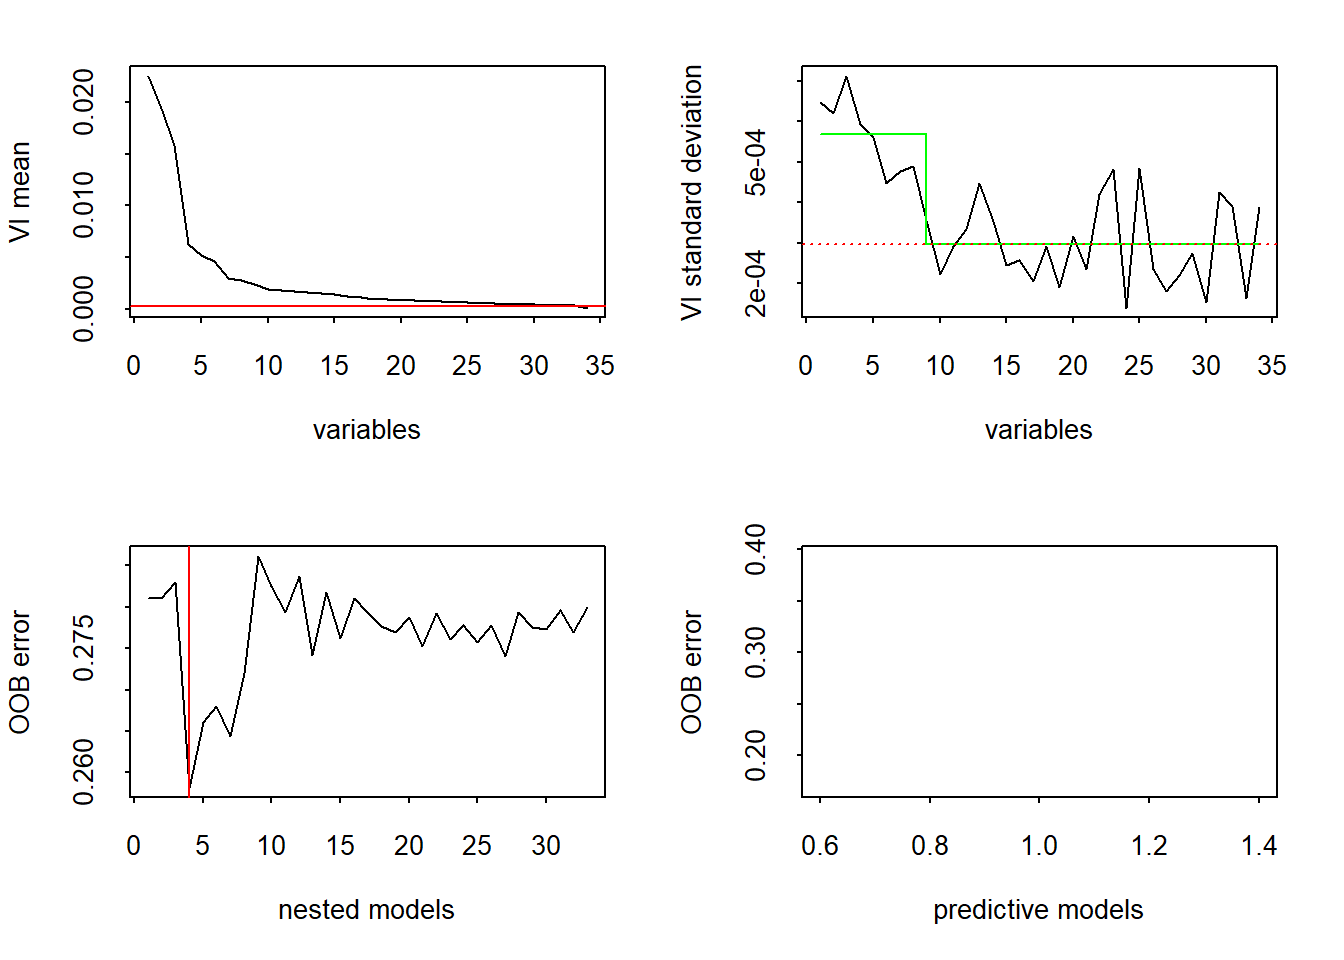 VI mean
0.000 0.010 0.020
0 5 10 15 20 25 30 35
variables
VI standard deviation
2e-04 5e-04
0 5 10 15 20 25 30 35
variables
OOB error
0.260 0.275
0 5 10 15 20 25 30
nested models
OOB error
0.20 0.30 0.40
0.6 0.8 1.0 1.2 1.4
predictive models